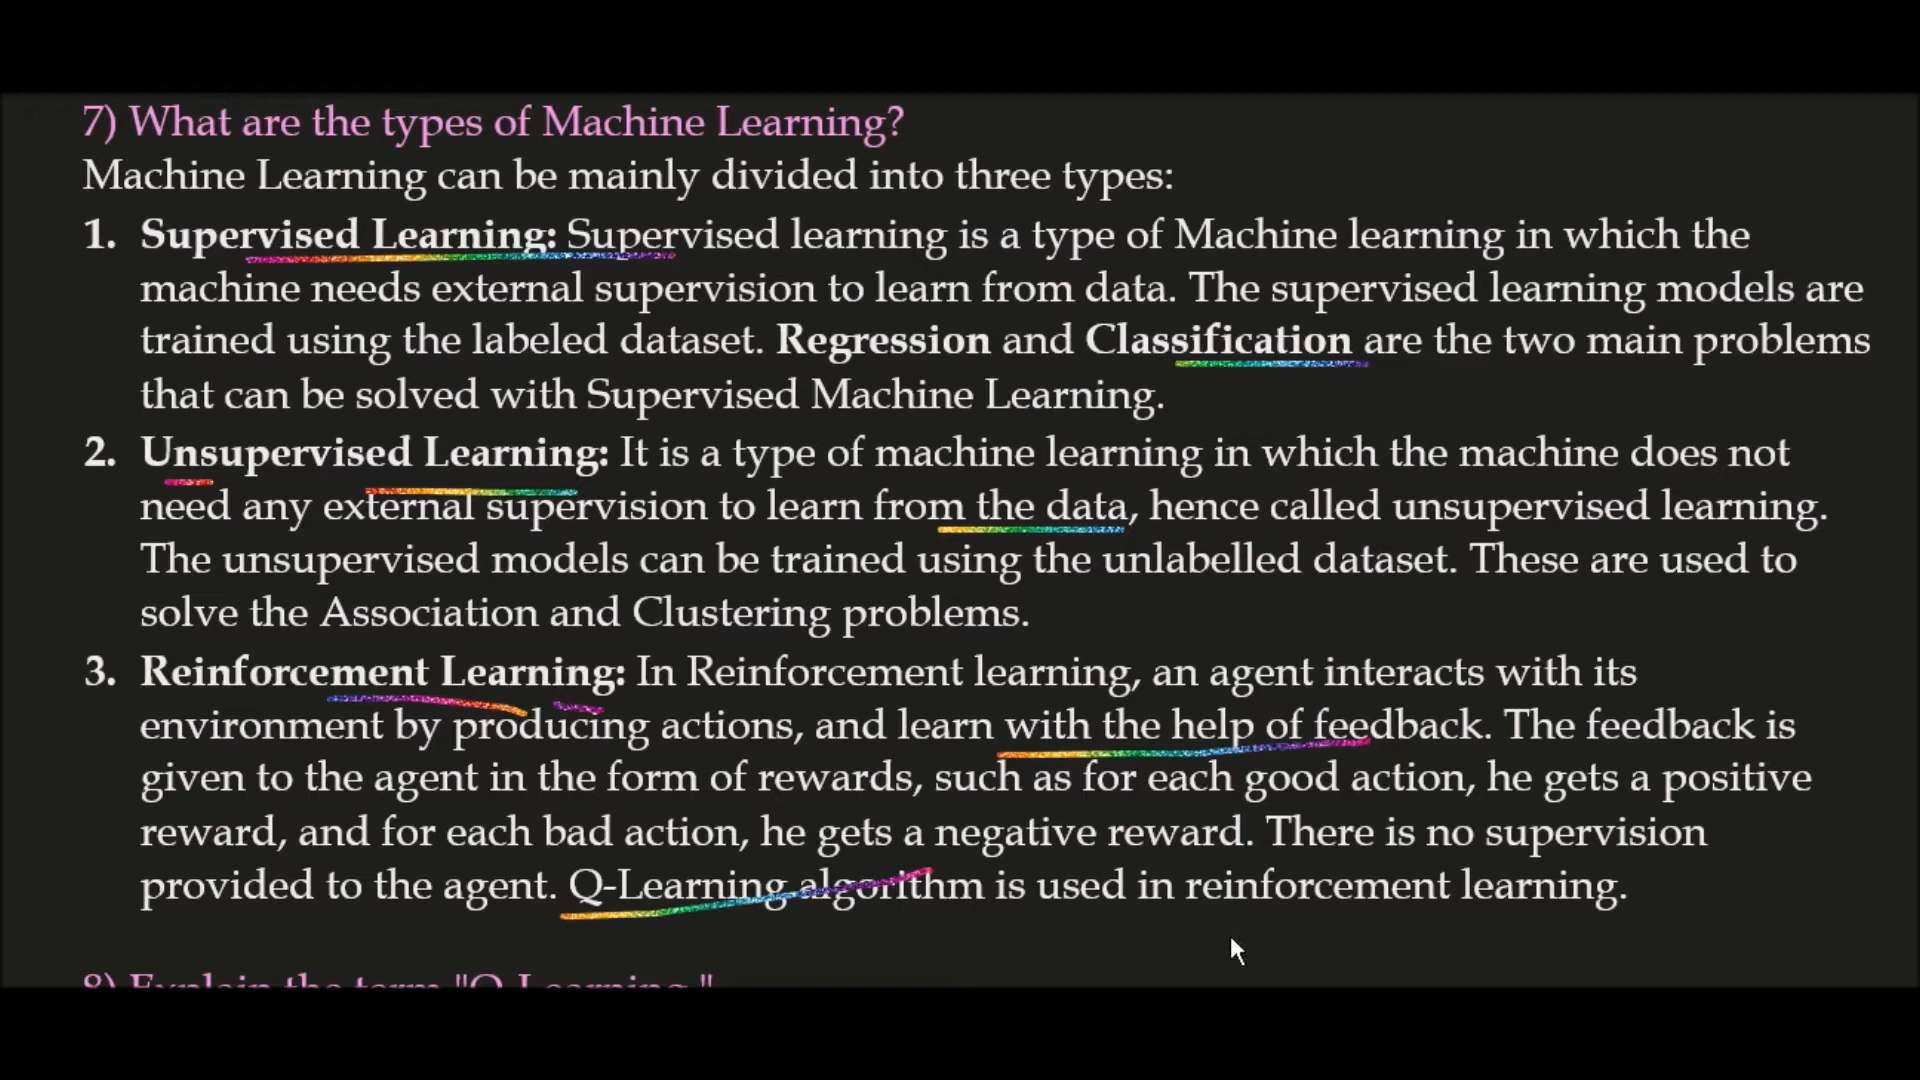 7) What are the types of Machine Learning?
Machine Learning can be mainly divided into three types:
1. Supervised Learning: Supervised learning is a type of Machine learning in which the
machine needs external supervision to learn from data. The supervised learning models are
trained using the labeled dataset. Regression and Classification are the two main problems
that can be solved with Supervised Machine Learning.
2. Unsupervised Learning: It is a type of machine learning in which the machine does not
need any external supervision to learn from the data, hence called unsupervised learning.
The unsupervised models can be trained using the unlabelled dataset. These are used to
solve the Association and Clustering problems.
3. Reinforcement Learning: In Reinforcement learning, an agent interacts with its
environment by producing actions, and learn with the help of feedback. The feedback is
given to the agent in the form of rewards, such as for each good action, he gets a positive
reward, and for each bad action, he gets a negative reward. There is no supervision
provided to the agent. Q-Learning algorithm is used in reinforcement learning.
8) Explain the term "Q-Learning."